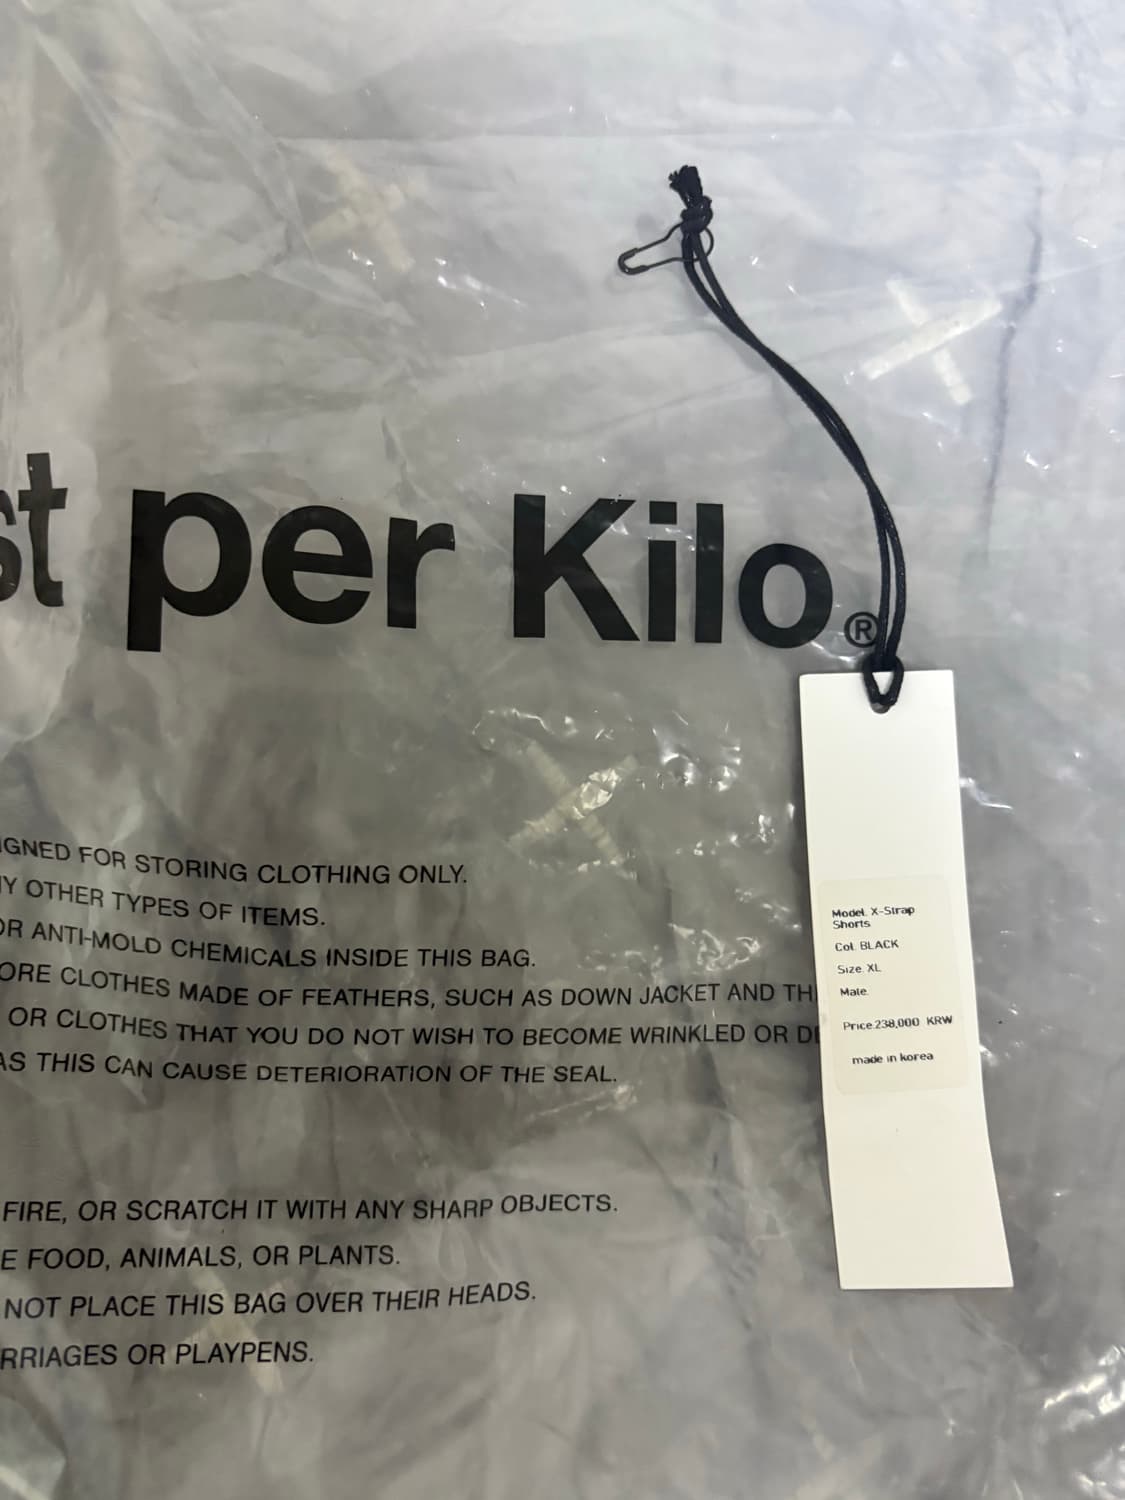 st per Kilo®
IGNED FOR STORING CLOTHING ONLY.
Y OTHER TYPES OF ITEMS.
OR ANTI-MOLD CHEMICALS INSIDE THIS BAG.
ORE CLOTHES MADE OF FEATHERS, SUCH AS DOWN JACKET AND TH
OR CLOTHES THAT YOU DO NOT WISH TO BECOME WRINKLED OR DE
AS THIS CAN CAUSE DETERIORATION OF THE SEAL.
FIRE, OR SCRATCH IT WITH ANY SHARP OBJECTS.
E FOOD, ANIMALS, OR PLANTS.
NOT PLACE THIS BAG OVER THEIR HEADS.
RRIAGES OR PLAYPENS.
Model. X-Strap
Shorts
Col. BLACK
Size. XL
Male.
Price.238,000 KRW
made in korea